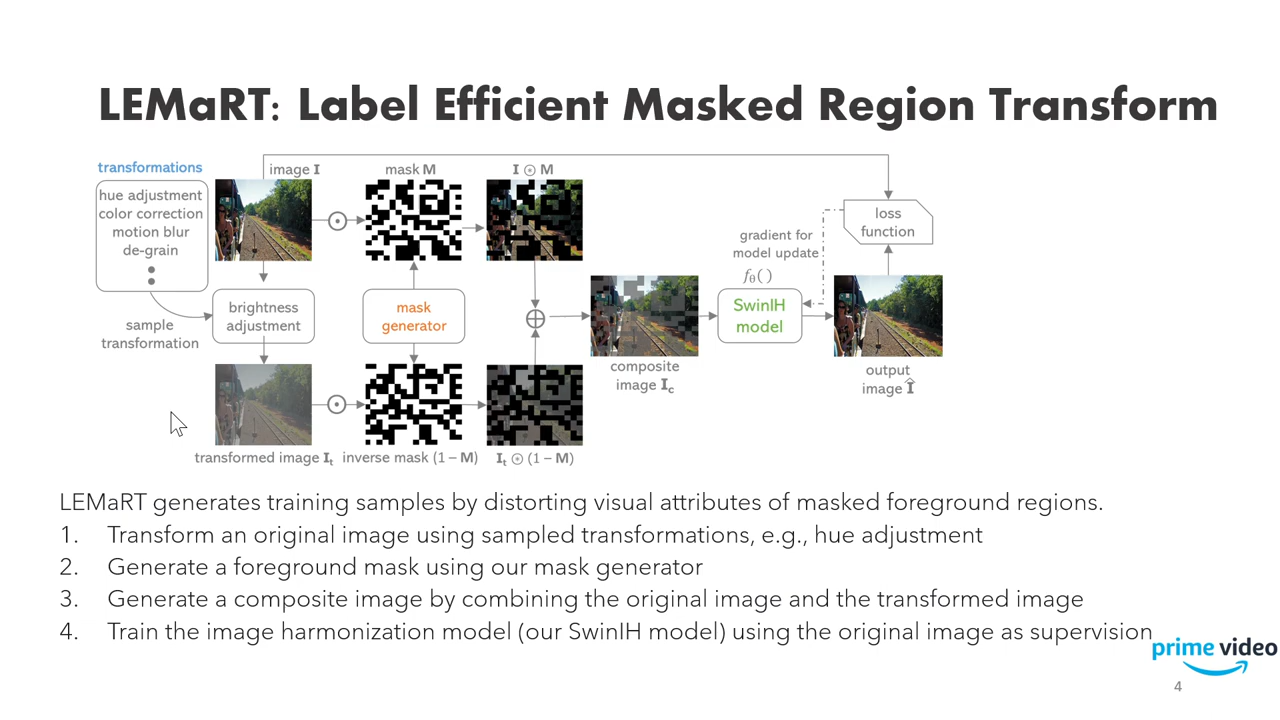 LEMaRT: Label Efficient Masked Region Transform
transformations
hue adjustment
color correction
motion blur
de-grain
sample
transformation
image I
brightness
adjustment
transformed image Iₜ
mask M
mask
generator
inverse mask (1 − M)
I ⊙ M
Iₜ ⊙ (1 − M)
composite
image I꜀
gradient for
model update
f_θ( )
SwinIH
model
loss
function
output
image Î
LEMaRT generates training samples by distorting visual attributes of masked foreground regions.
1. Transform an original image using sampled transformations, e.g., hue adjustment
2. Generate a foreground mask using our mask generator
3. Generate a composite image by combining the original image and the transformed image
4. Train the image harmonization model (our SwinIH model) using the original image as supervision
prime video
4